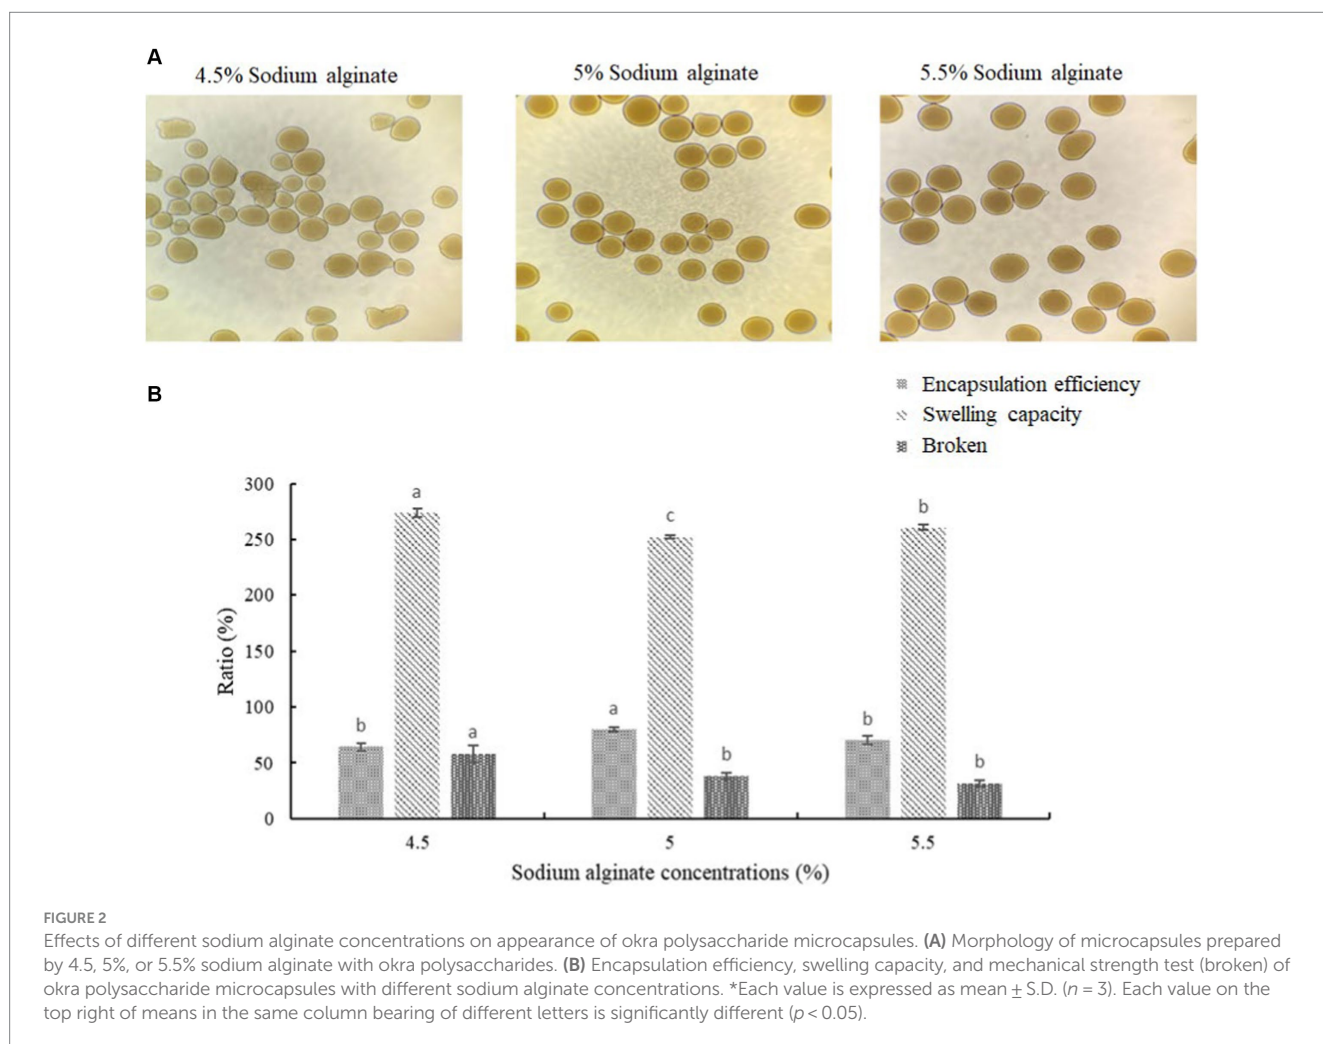 A
4.5% Sodium alginate
5% Sodium alginate
5.5% Sodium alginate
B
Encapsulation efficiency
Swelling capacity
Broken
300
250
200
150
100
50
0
Ratio (%)
b
a
a
a
c
b
b
b
b
4.5
5
5.5
Sodium alginate concentrations (%)
FIGURE 2
Effects of different sodium alginate concentrations on appearance of okra polysaccharide microcapsules. (A) Morphology of microcapsules prepared
by 4.5, 5%, or 5.5% sodium alginate with okra polysaccharides. (B) Encapsulation efficiency, swelling capacity, and mechanical strength test (broken) of
okra polysaccharide microcapsules with different sodium alginate concentrations. *Each value is expressed as mean ± S.D. (n = 3). Each value on the
top right of means in the same column bearing of different letters is significantly different (p < 0.05).